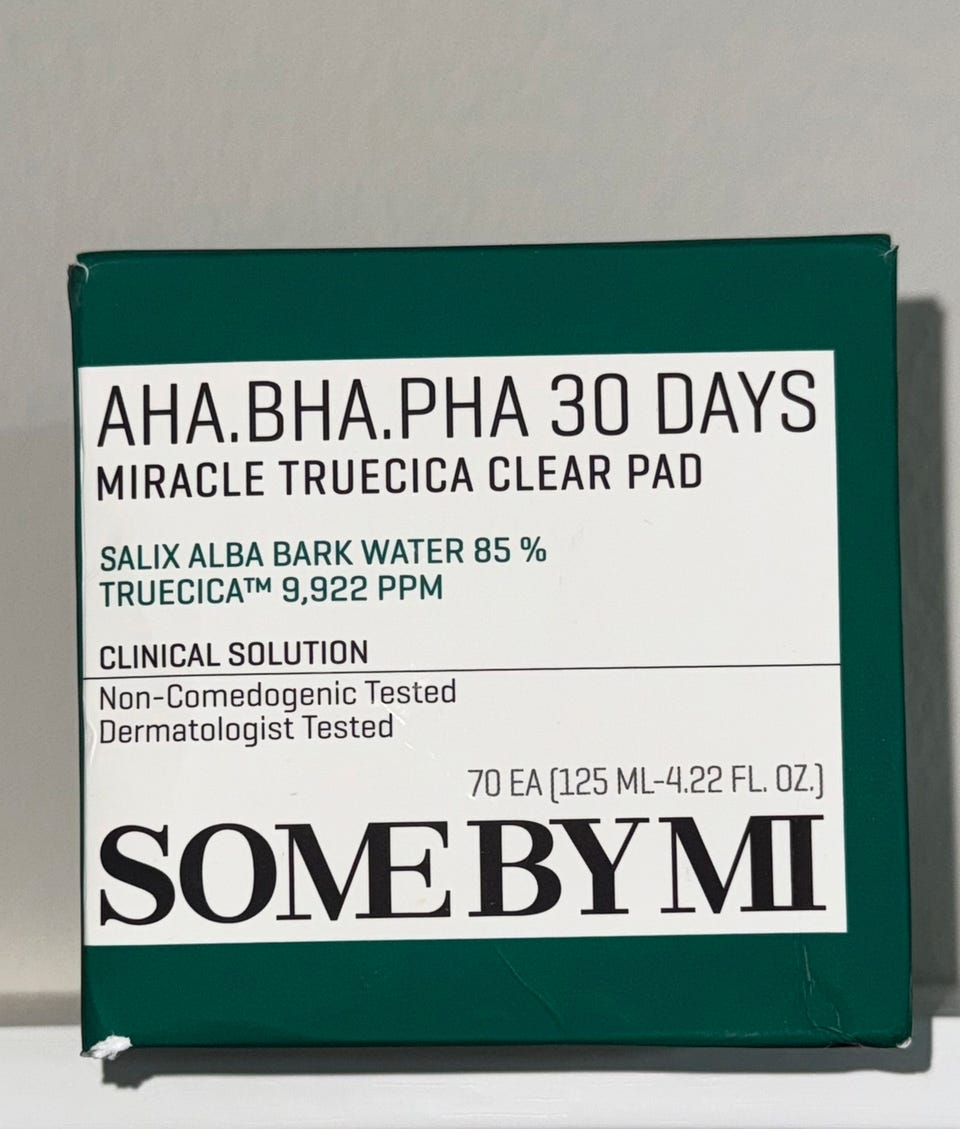 AHA.BHA.PHA 30 DAYS
MIRACLE TRUECICA CLEAR PAD
SALIX ALBA BARK WATER 85 %
TRUECICA™ 9,922 PPM
CLINICAL SOLUTION
Non-Comedogenic Tested
Dermatologist Tested
70 EA (125 ML-4.22 FL. OZ.)
SOME BY MI